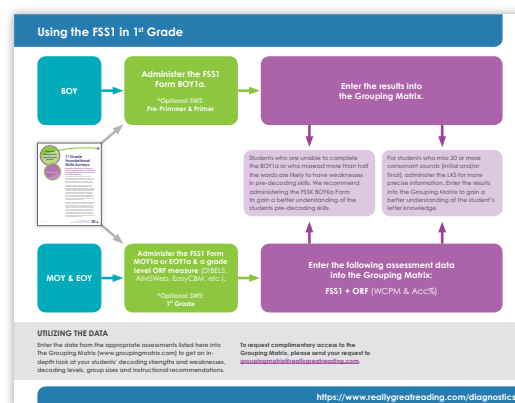 Using the FSS1 in 1st Grade
BOY
Administer the FSS1
Form BOY1a.
*Optional SWS:
Pre-Primmer & Primer
Enter the results into
the Grouping Matrix.
1st Grade
Foundational
Skills Surveys
Students who are unable to complete
the BOY1a or who misread more than half
the words are likely to have weaknesses
in pre-decoding skills. We recommend
administering the FSSK BOYKa Form
to gain a better understanding of the
students pre-decoding skills.
For students who miss 20 or more
consonant sounds (initial and/or
final), administer the LKS for more
precise information. Enter the results
into the Grouping Matrix to gain a
better understanding of the student's
letter knowledge.
MOY & EOY
Administer the FSS1 Form
MOY1a or EOY1a & a grade
level ORF measure (DIBELS,
AIMSWeb, EasyCBM, etc.).
*Optional SWS:
1st Grade
Enter the following assessment data
into the Grouping Matrix:
FSS1 + ORF (WCPM & Acc%)
UTILIZING THE DATA
Enter the data from the appropriate assessments listed here into
The Grouping Matrix (www.groupingmatrix.com) to get an in-
depth look at your students' decoding strengths and weaknesses,
decoding levels, group sizes and instructional recommendations.
To request complimentary access to the
Grouping Matrix, please send your request to
groupingmatrix@reallygreatreading.com.
https://www.reallygreatreading.com/diagnostics